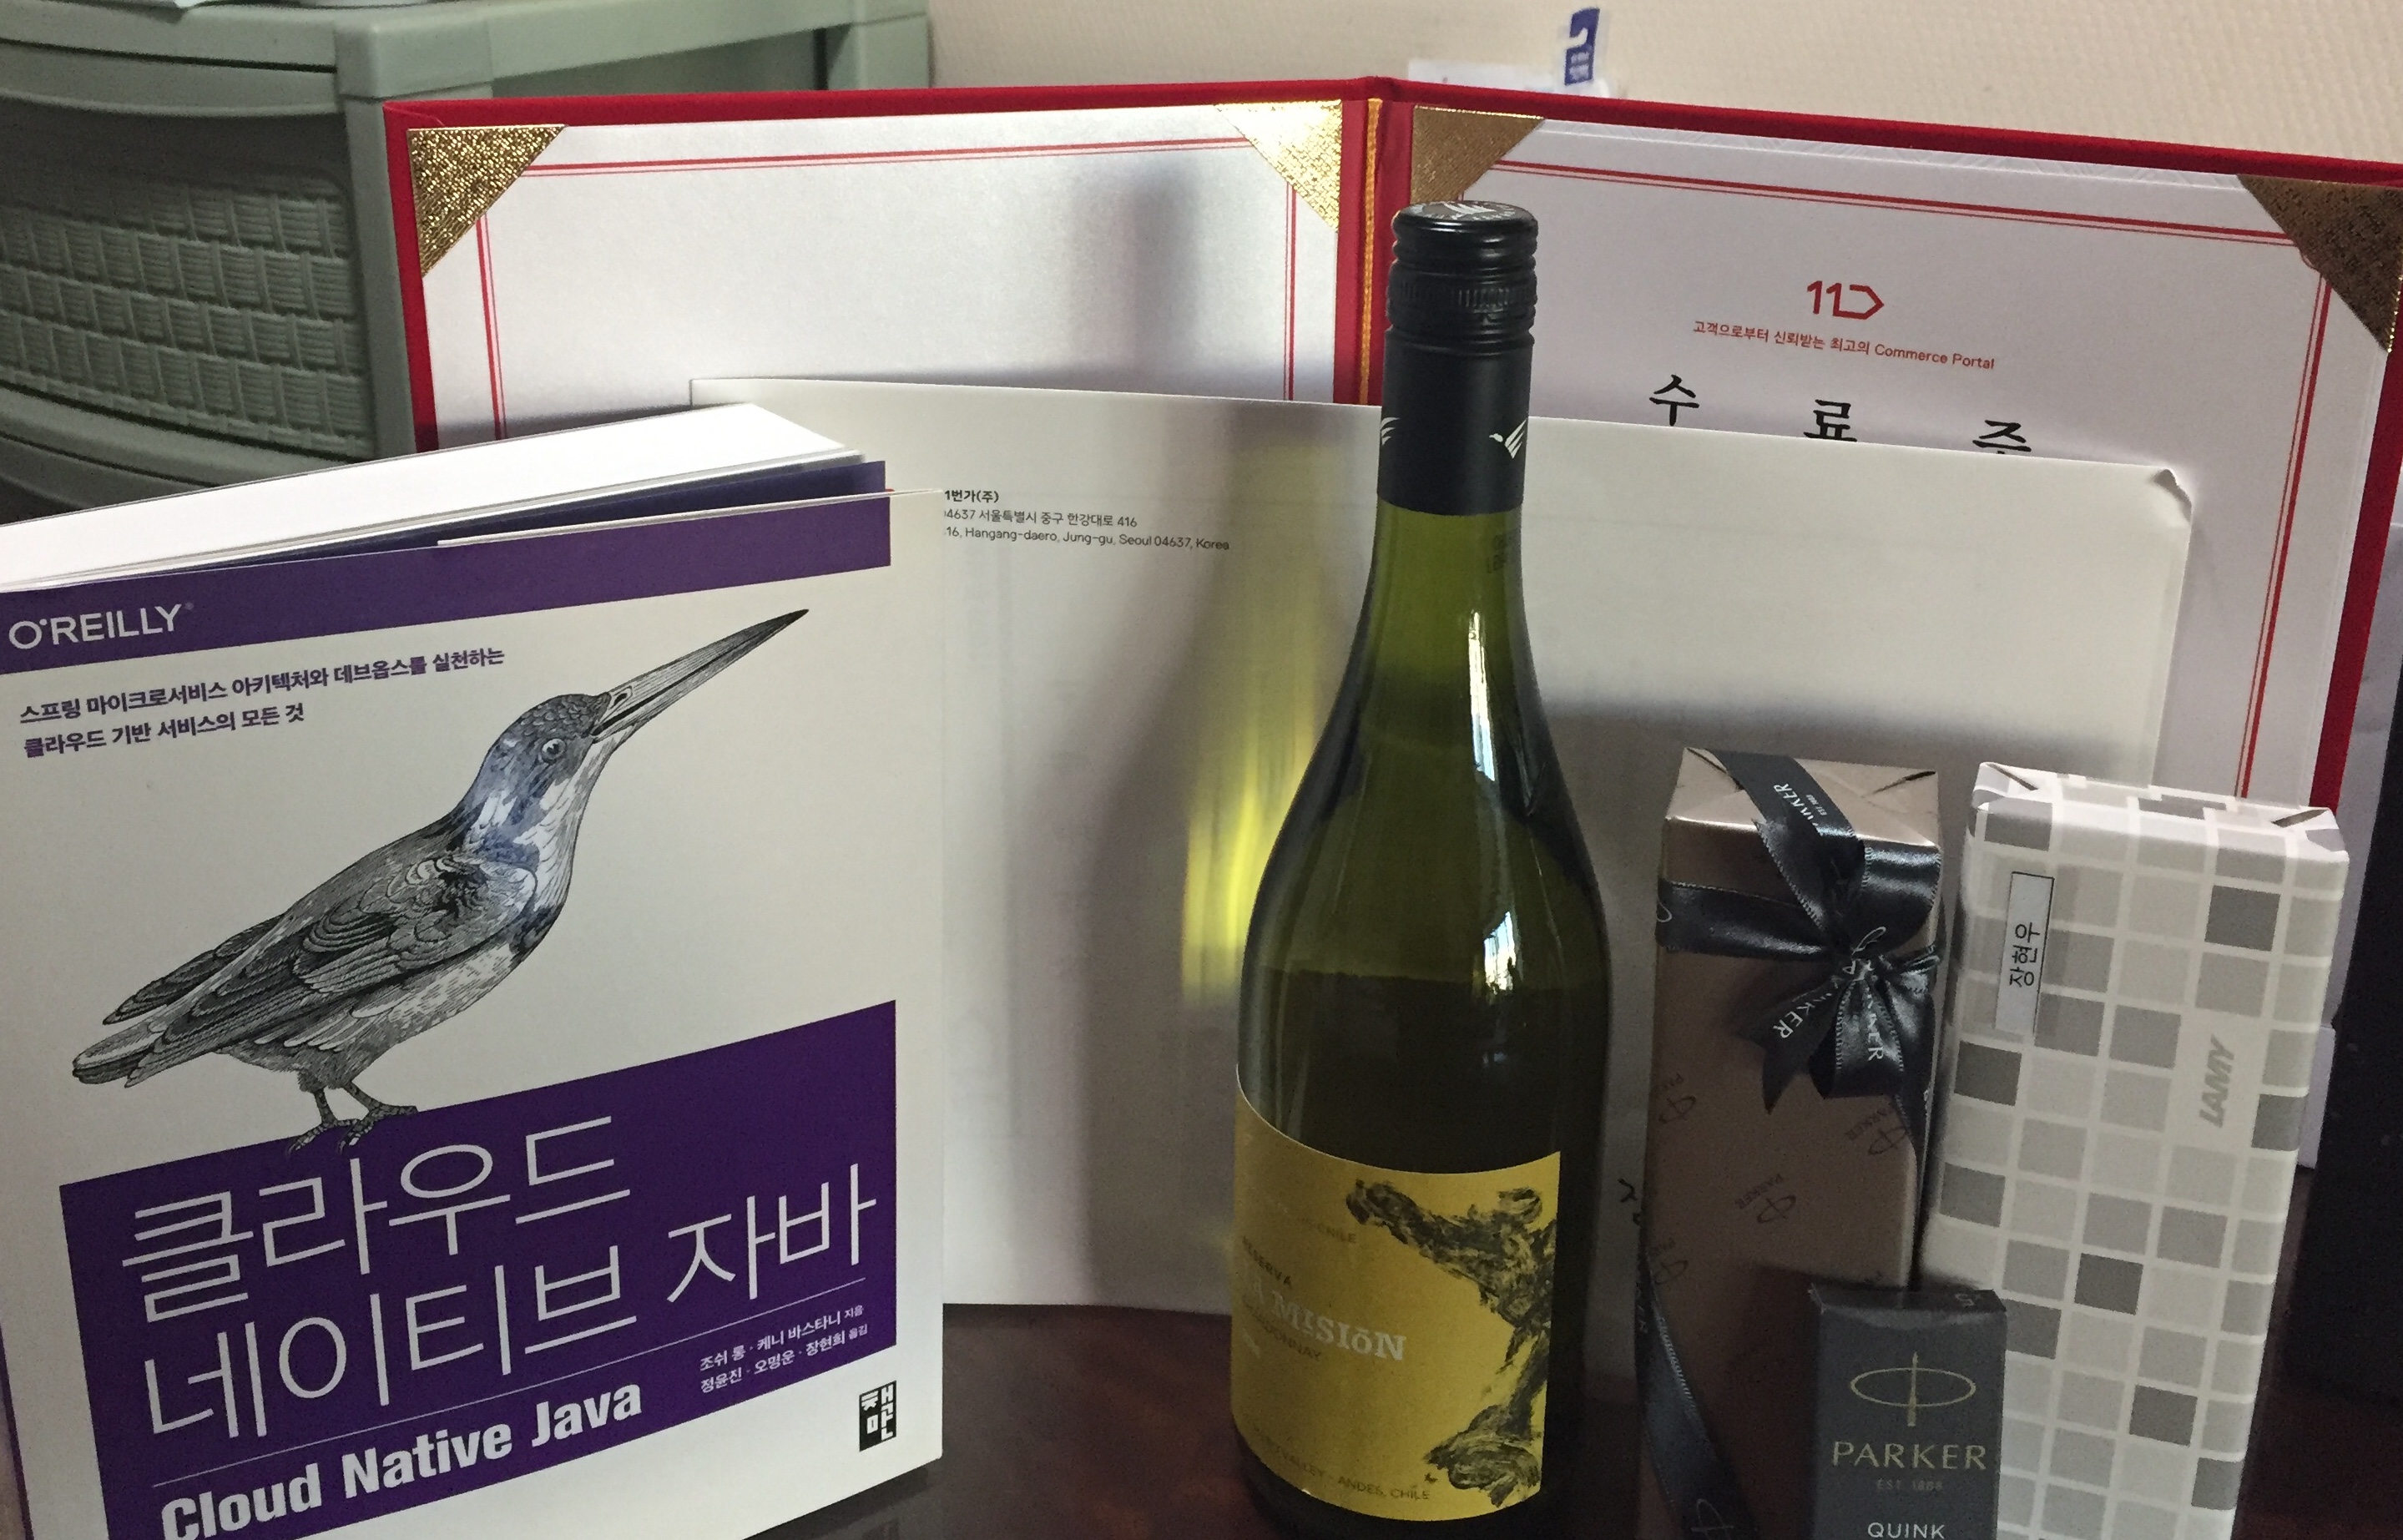 11
고객으로부터 신뢰받는 최고의 Commerce Portal
수 료 증
1번가(주)
04637 서울특별시 중구 한강대로 416
416, Hangang-daero, Jung-gu, Seoul 04637, Korea
O'REILLY
스프링 마이크로서비스 아키텍처와 데브옵스를 실천하는
클라우드 기반 서비스의 모든 것
클라우드
네이티브 자바
조쉬 롱 · 케니 바스타니 지음
정윤진 · 오명운 · 장현희 옮김
Cloud Native Java
책만
CHILE
RESERVA
MISIÓN
VALLEY - ANDES, CHILE
PARKER
PARKER
PARKER
장현우
LAMY
PARKER
EST. 1888
QUINK